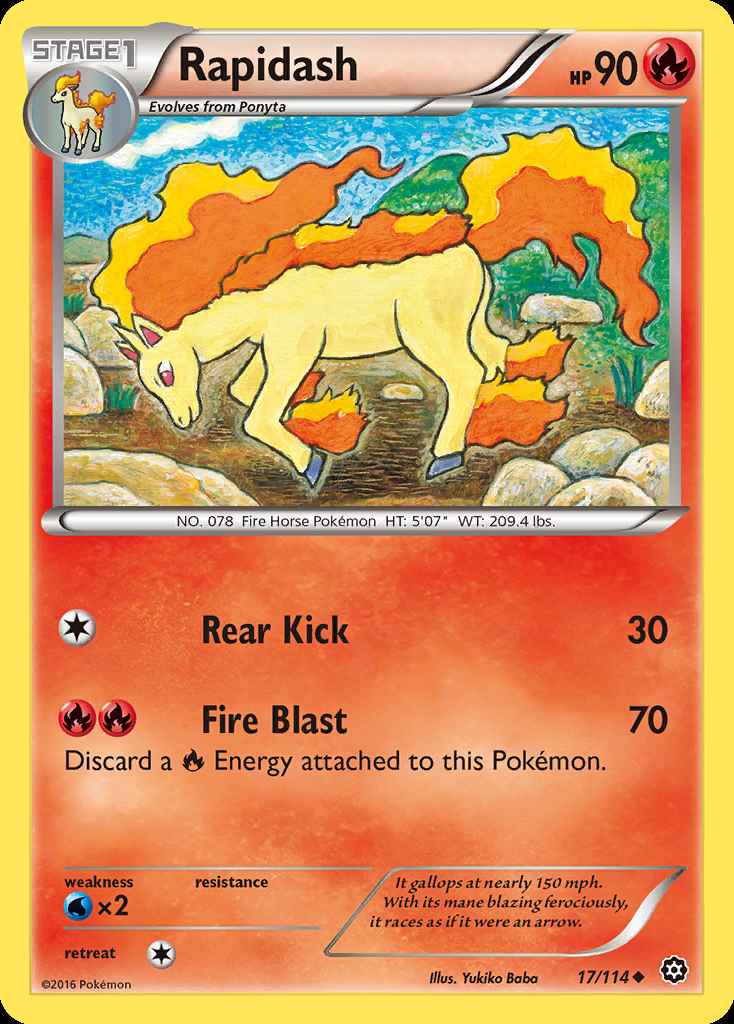 STAGE1
Rapidash
HP 90
Evolves from Ponyta
NO. 078 Fire Horse Pokémon HT: 5'07" WT: 209.4 lbs.
Rear Kick 30
Fire Blast 70
Discard a Energy attached to this Pokémon.
weakness resistance
×2
retreat
It gallops at nearly 150 mph.
With its mane blazing ferociously,
it races as if it were an arrow.
©2016 Pokémon
Illus. Yukiko Baba 17/114